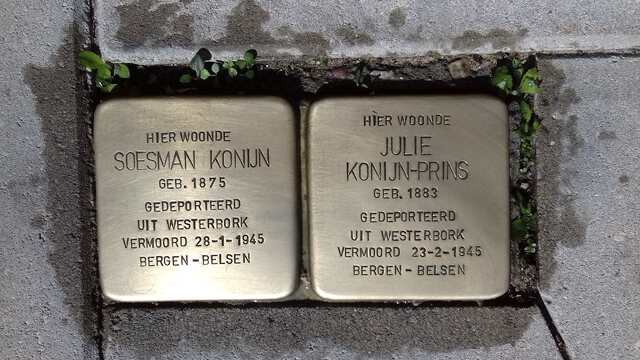 HIER WOONDE
SOESMAN KONIJN
GEB. 1875
GEDEPORTEERD
UIT WESTERBORK
VERMOORD 28-1-1945
BERGEN-BELSEN
HIER WOONDE
JULIE
KONIJN-PRINS
GEB. 1883
GEDEPORTEERD
UIT WESTERBORK
VERMOORD 23-2-1945
BERGEN-BELSEN